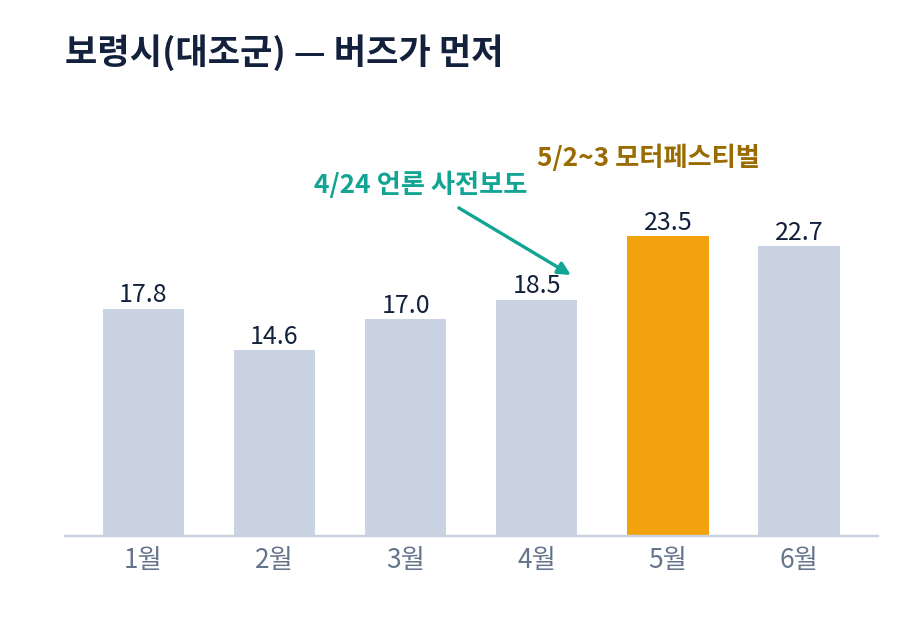 보령시(대조군) — 버즈가 먼저
5/2~3 모터페스티벌
4/24 언론 사전보도
17.8
14.6
17.0
18.5
23.5
22.7
1월
2월
3월
4월
5월
6월